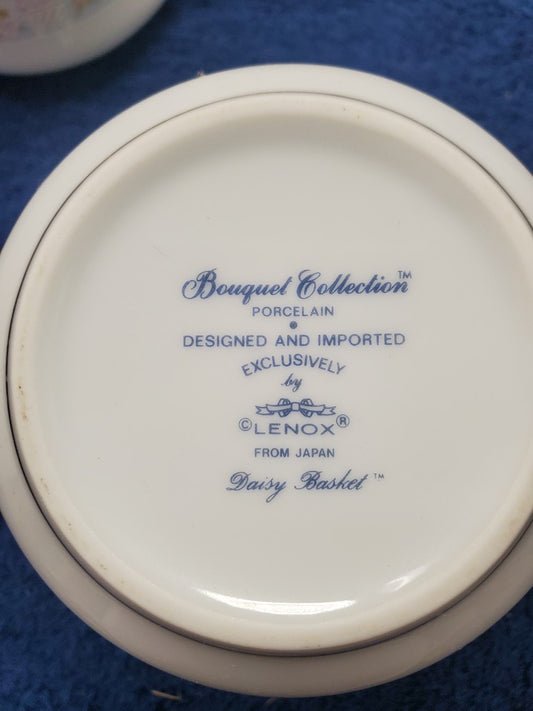 Bouquet Collection™
PORCELAIN
DESIGNED AND IMPORTED
EXCLUSIVELY
by
©LENOX®
FROM JAPAN
Daisy Basket™